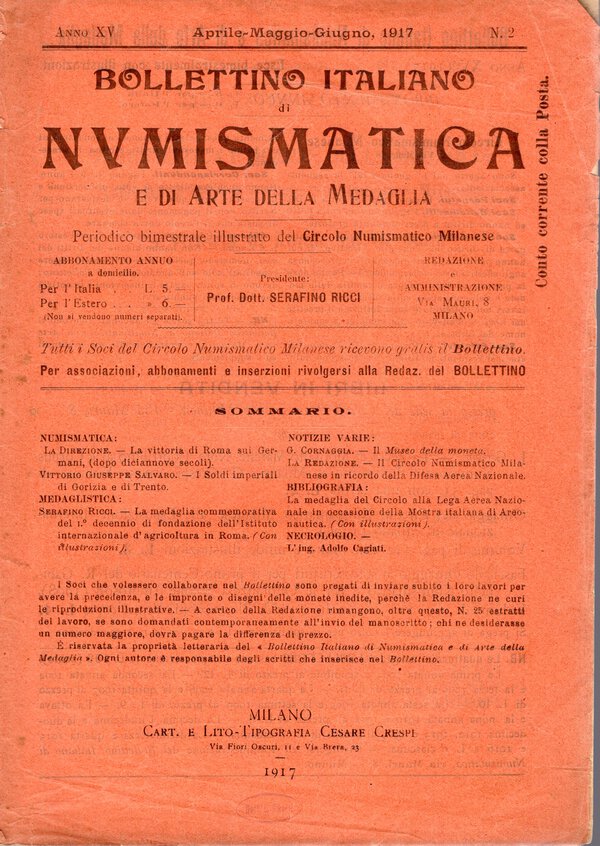 ANNO XV
Aprile-Maggio-Giugno, 1917
N. 2
BOLLETTINO ITALIANO
di
NVMISMATICA
E DI ARTE DELLA MEDAGLIA
Periodico bimestrale illustrato del Circolo Numismatico Milanese
Conto corrente colla Posta.
ABBONAMENTO ANNUO
a domicilio.
Per l'Italia . . L. 5.—
Per l'Estero . . » 6.—
(Non si vendono numeri separati).
Presidente:
Prof. Dott. SERAFINO RICCI
REDAZIONE
e
AMMINISTRAZIONE
VIA MAURI, 8
MILANO
Tutti i Soci del Circolo Numismatico Milanese ricevono gratis il Bollettino.
Per associazioni, abbonamenti e inserzioni rivolgersi alla Redaz. del BOLLETTINO
SOMMARIO.
NUMISMATICA:
LA DIREZIONE. — La vittoria di Roma sui Ger-
mani, (dopo diciannove secoli).
VITTORIO GIUSEPPE SALVARO. — I Soldi imperiali
di Gorizia e di Trento.
MEDAGLISTICA:
SERAFINO RICCI. — La medaglia commemorativa
del 1.° decennio di fondazione dell'Istituto
internazionale d'agricoltura in Roma. (Con
illustrazioni).
NOTIZIE VARIE:
G. CORNAGGIA. — Il Museo della moneta.
LA REDAZIONE. — Il Circolo Numismatico Mila-
nese in ricordo della Difesa Aerea Nazionale.
BIBLIOGRAFIA:
La medaglia del Circolo alla Lega Aerea Nazio-
nale in occasione della Mostra italiana di Areo-
nautica. (Con illustrazioni).
NECROLOGIO. —
L'ing. Adolfo Cagiati.
I Soci che volessero collaborare nel Bollettino sono pregati di inviare subito i loro lavori per
avere la precedenza, e le impronte o disegni delle monete inedite, perchè la Redazione ne curi
le riproduzioni illustrative. — A carico della Redazione rimangono, oltre questo, N. 25 estratti
del lavoro, se sono domandati contemporaneamente all'invio del manoscritto; chi ne desiderasse
un numero maggiore, dovrà pagare la differenza di prezzo.
È riservata la proprietà letteraria del « Bollettino Italiano di Numismatica e di Arte della
Medaglia ». Ogni autore è responsabile degli scritti che inserisce nel Bollettino.
MILANO
CART. E LITO-TIPOGRAFIA CESARE CRESPI
Via Fiori Oscuri, 11 e Via Brera, 23
1917